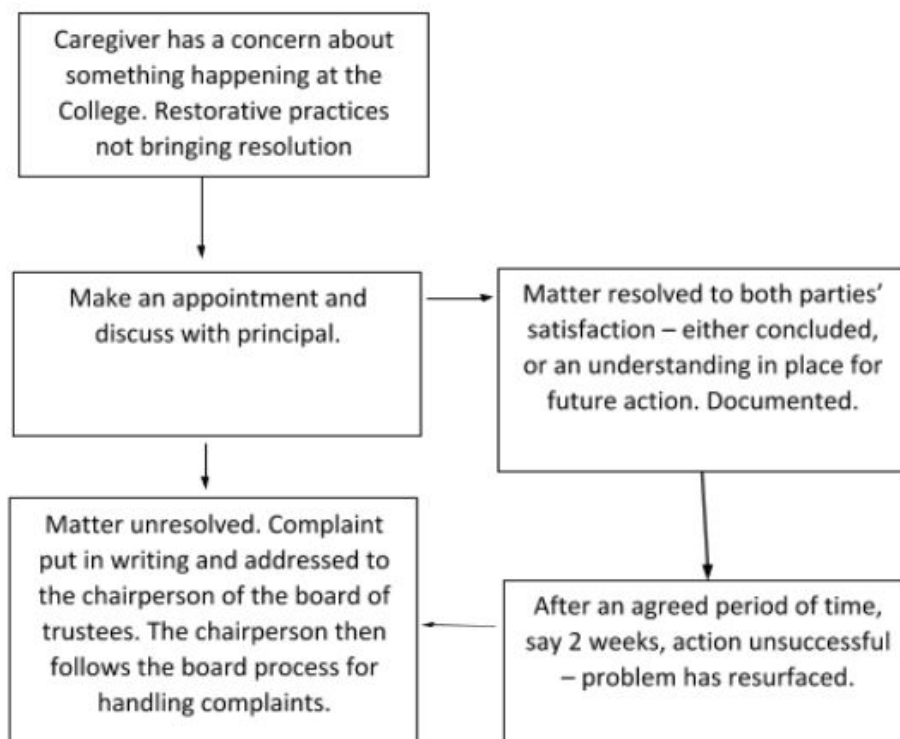 Caregiver has a concern about
something happening at the
College. Restorative practices
not bringing resolution
Make an appointment and
discuss with principal.
Matter resolved to both parties’
satisfaction – either concluded,
or an understanding in place for
future action. Documented.
Matter unresolved. Complaint
put in writing and addressed to
the chairperson of the board of
trustees. The chairperson then
follows the board process for
handling complaints.
After an agreed period of time,
say 2 weeks, action unsuccessful
– problem has resurfaced.